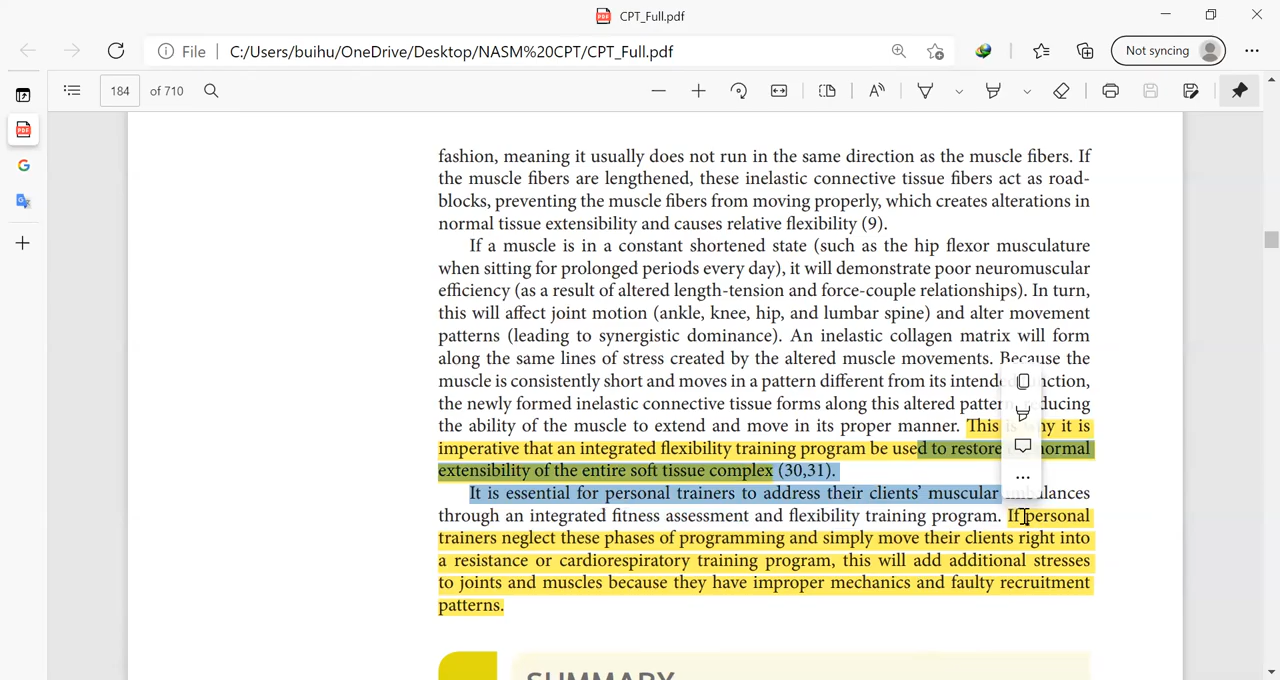 CPT_Full.pdf
File | C:/Users/buihu/OneDrive/Desktop/NASM%20CPT/CPT_Full.pdf
Not syncing
184 of 710
fashion, meaning it usually does not run in the same direction as the muscle fibers. If
the muscle fibers are lengthened, these inelastic connective tissue fibers act as road-
blocks, preventing the muscle fibers from moving properly, which creates alterations in
normal tissue extensibility and causes relative flexibility (9).
If a muscle is in a constant shortened state (such as the hip flexor musculature
when sitting for prolonged periods every day), it will demonstrate poor neuromuscular
efficiency (as a result of altered length-tension and force-couple relationships). In turn,
this will affect joint motion (ankle, knee, hip, and lumbar spine) and alter movement
patterns (leading to synergistic dominance). An inelastic collagen matrix will form
along the same lines of stress created by the altered muscle movements. Because the
muscle is consistently short and moves in a pattern different from its intended
the newly formed inelastic connective tissue forms along this altered
the ability of the muscle to extend and move in its proper manner. This is why it is
imperative that an integrated flexibility training program be used to restore normal
extensibility of the entire soft tissue complex (30,31).
It is essential for personal trainers to address their clients’ muscular imbalances
through an integrated fitness assessment and flexibility training program. If personal
trainers neglect these phases of programming and simply move their clients right into
a resistance or cardiorespiratory training program, this will add additional stresses
to joints and muscles because they have improper mechanics and faulty recruitment
patterns.
SUMMARY